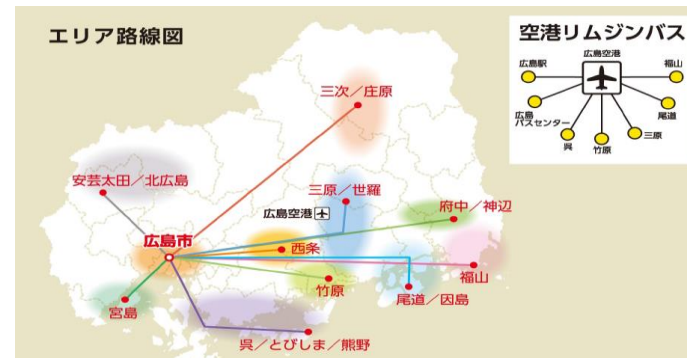 エリア路線図
空港リムジンバス
広島空港
広島駅
福山
広島
バスセンター
尾道
呉
竹原
三原
三次／庄原
安芸太田／北広島
三原／世羅
広島空港
府中／神辺
広島市
西条
福山
竹原
尾道／因島
宮島
呉／とびしま／熊野